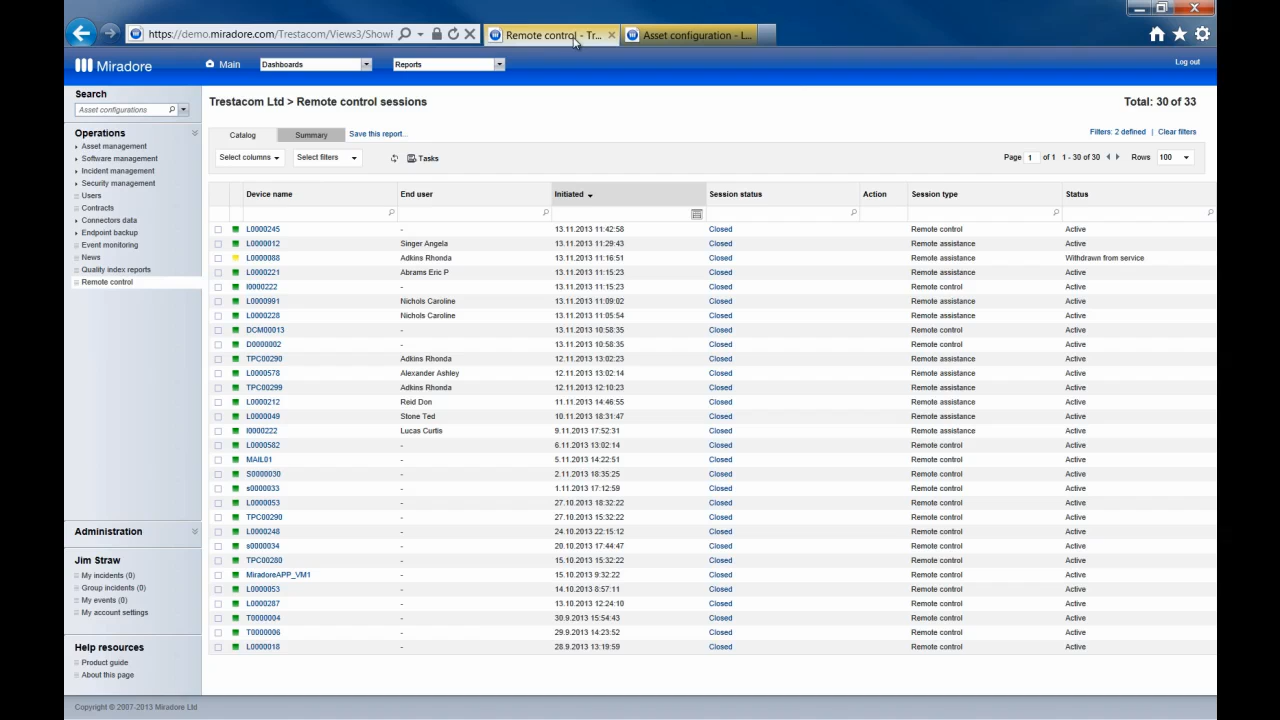 https://demo.miradore.com/Trestacom/Views3/ShowR
Remote control - Tr...
Asset configuration - L...
Miradore
Main
Dashboards
Reports
Log out
Search
Asset configurations
Operations
Asset management
Software management
Incident management
Security management
Users
Contracts
Connectors data
Endpoint backup
Event monitoring
News
Quality index reports
Remote control
Administration
Jim Straw
My incidents (0)
Group incidents (0)
My events (0)
My account settings
Help resources
Product guide
About this page
Trestacom Ltd > Remote control sessions
Total: 30 of 33
Catalog Summary Save this report...
Filters: 2 defined | Clear filters
Select columns Select filters Tasks
Page 1 of 1 1 - 30 of 30 Rows 100
Device name End user Initiated Session status Action Session type Status
L0000245 - 13.11.2013 11:42:58 Closed Remote control Active
L0000012 Singer Angela 13.11.2013 11:29:43 Closed Remote assistance Active
L0000088 Adkins Rhonda 13.11.2013 11:16:51 Closed Remote assistance Withdrawn from service
L0000221 Abrams Eric P 13.11.2013 11:15:23 Closed Remote assistance Active
I0000222 - 13.11.2013 11:15:23 Closed Remote control Active
L0000991 Nichols Caroline 13.11.2013 11:09:02 Closed Remote assistance Active
L0000228 Nichols Caroline 13.11.2013 11:05:54 Closed Remote assistance Active
DCM00013 - 13.11.2013 10:58:35 Closed Remote control Active
D0000002 - 13.11.2013 10:58:35 Closed Remote control Active
TPC00290 Adkins Rhonda 12.11.2013 13:02:23 Closed Remote assistance Active
L0000578 Alexander Ashley 12.11.2013 13:02:14 Closed Remote assistance Active
TPC00299 Adkins Rhonda 12.11.2013 12:10:23 Closed Remote assistance Active
L0000212 Reid Don 11.11.2013 14:46:55 Closed Remote assistance Active
L0000049 Stone Ted 10.11.2013 18:31:47 Closed Remote assistance Active
I0000222 Lucas Curtis 9.11.2013 17:52:31 Closed Remote assistance Active
L0000582 - 6.11.2013 13:02:14 Closed Remote control Active
MAIL01 - 5.11.2013 14:22:51 Closed Remote control Active
S0000030 - 2.11.2013 18:35:25 Closed Remote control Active
s0000033 - 1.11.2013 17:12:59 Closed Remote control Active
L0000053 - 27.10.2013 18:32:22 Closed Remote control Active
TPC00290 - 27.10.2013 15:32:22 Closed Remote control Active
L0000248 - 24.10.2013 22:15:12 Closed Remote control Active
s0000034 - 20.10.2013 17:44:47 Closed Remote control Active
TPC00280 - 15.10.2013 15:32:22 Closed Remote control Active
MiradoreAPP_VM1 - 15.10.2013 9:32:22 Closed Remote control Active
L0000053 - 14.10.2013 8:57:11 Closed Remote control Active
L0000287 - 13.10.2013 12:24:10 Closed Remote control Active
T0000004 - 30.9.2013 15:54:43 Closed Remote control Active
T0000006 - 29.9.2013 14:23:52 Closed Remote control Active
L0000018 - 28.9.2013 13:19:59 Closed Remote control Active
Copyright © 2007-2013 Miradore Ltd